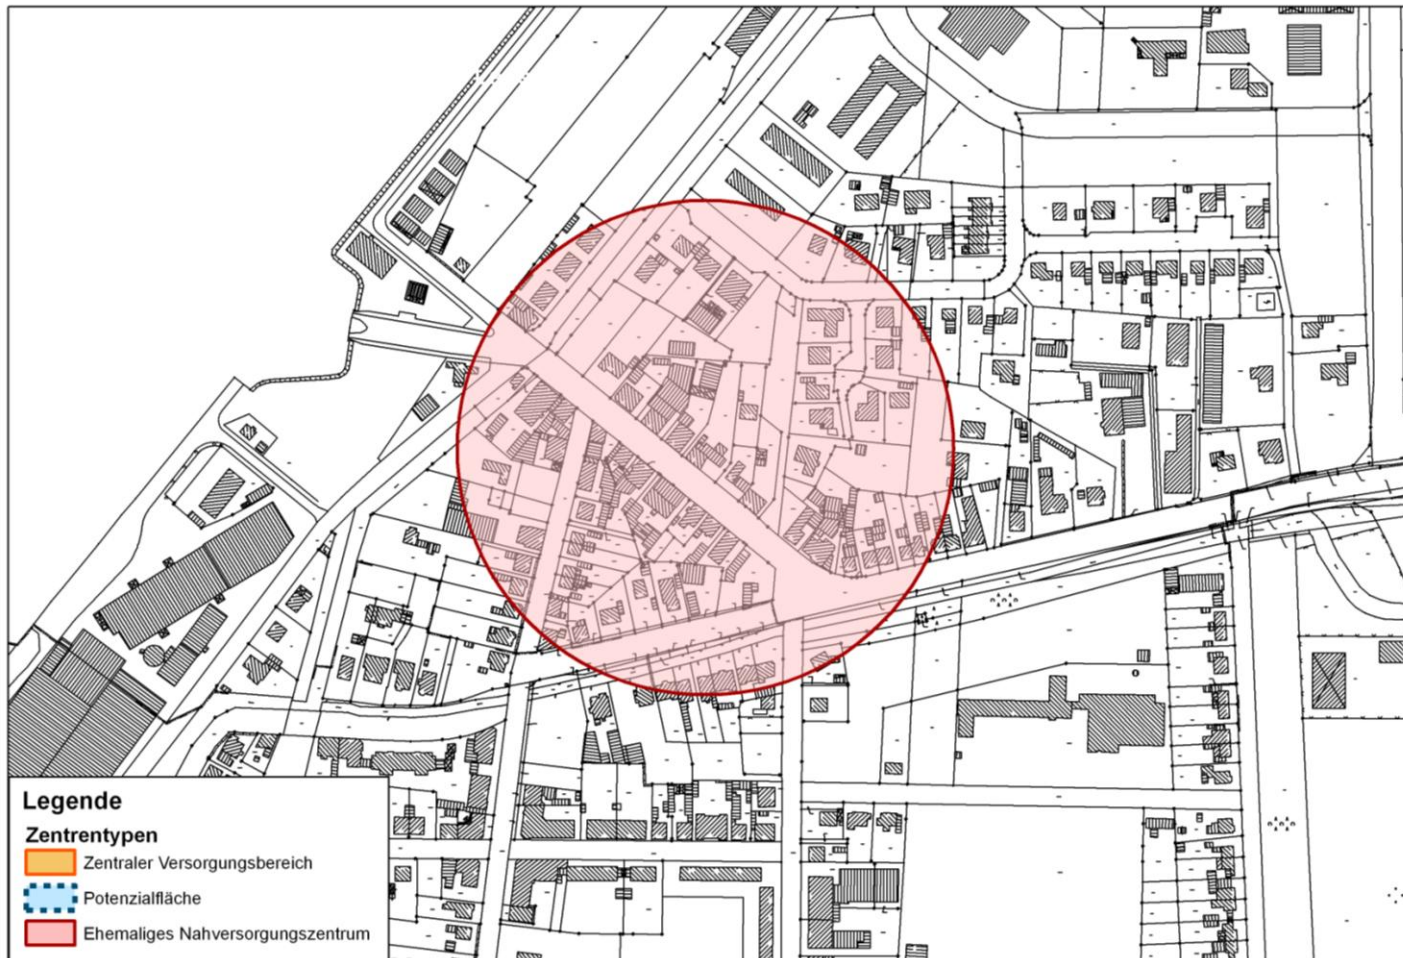 Legende
Zentrentypen
Zentraler Versorgungsbereich
Potenzialfläche
Ehemaliges Nahversorgungszentrum